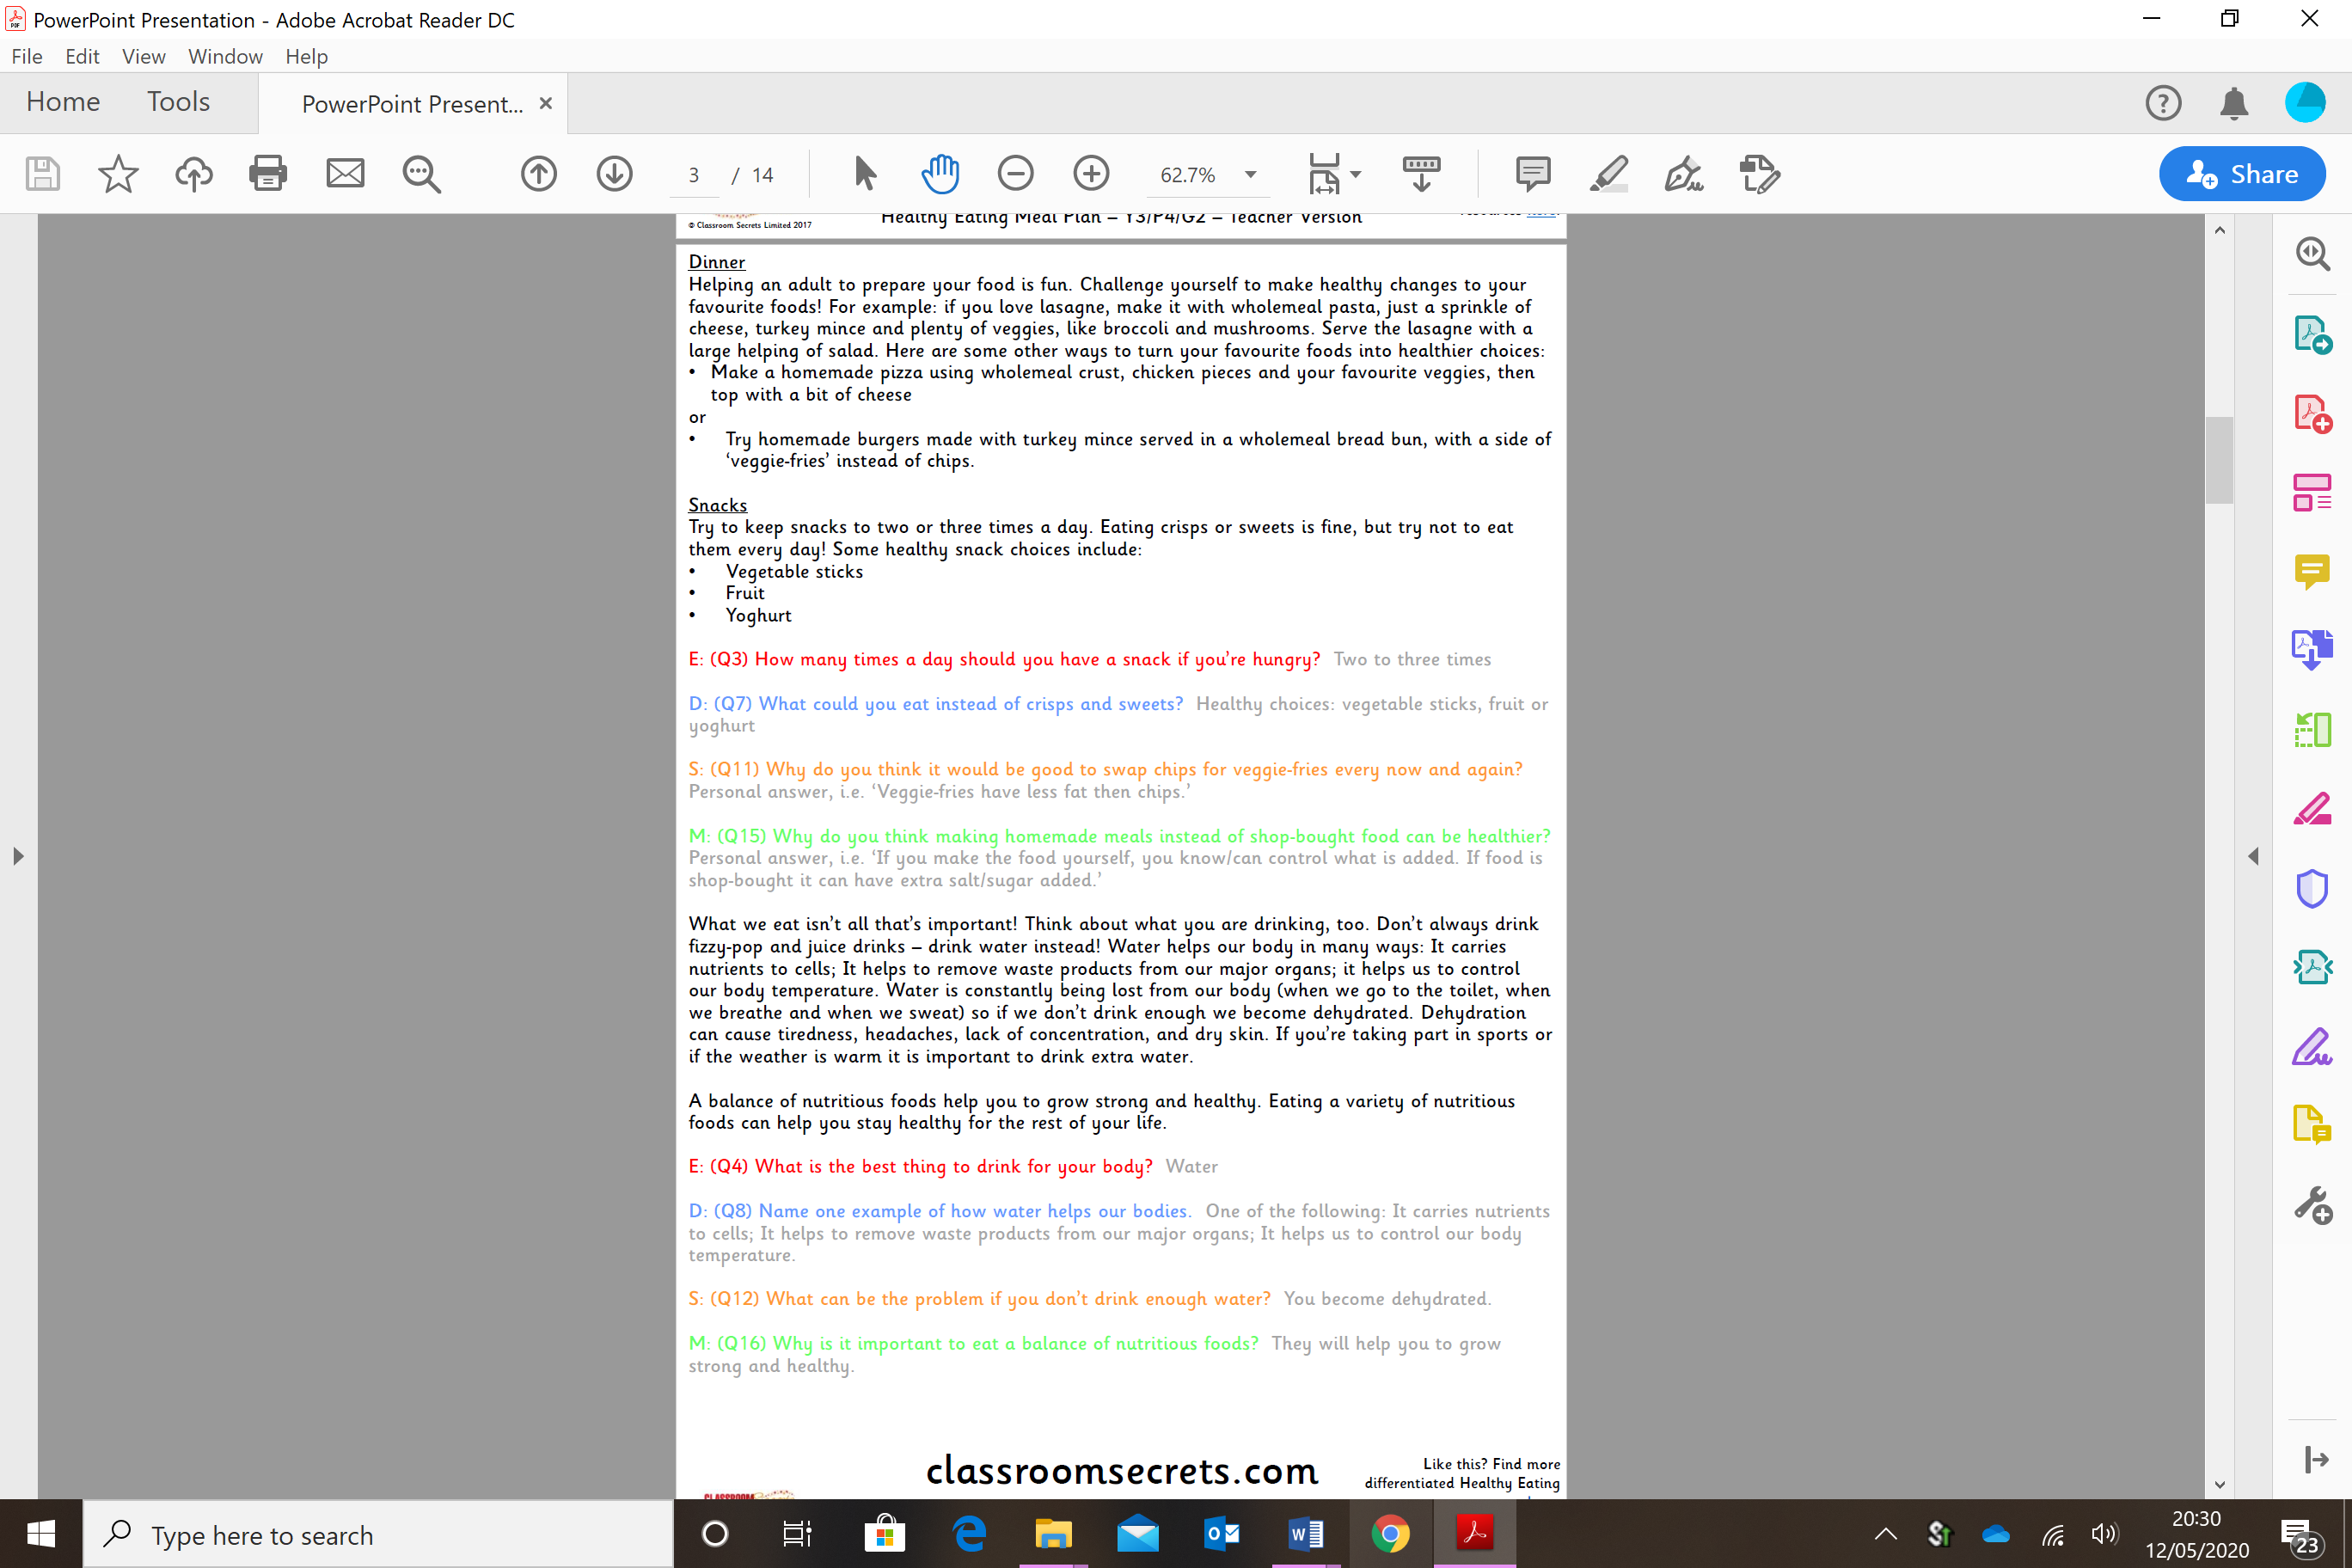 PowerPoint Presentation - Adobe Acrobat Reader DC
File Edit View Window Help
Home Tools PowerPoint Present... ×
3 / 14 62.7% Share
Healthy Eating Meal Plan – Y3/P4/G2 – Teacher Version
© Classroom Secrets Limited 2017
Dinner
Helping an adult to prepare your food is fun. Challenge yourself to make healthy changes to your
favourite foods! For example: if you love lasagne, make it with wholemeal pasta, just a sprinkle of
cheese, turkey mince and plenty of veggies, like broccoli and mushrooms. Serve the lasagne with a
large helping of salad. Here are some other ways to turn your favourite foods into healthier choices:
• Make a homemade pizza using wholemeal crust, chicken pieces and your favourite veggies, then
top with a bit of cheese
or
• Try homemade burgers made with turkey mince served in a wholemeal bread bun, with a side of
‘veggie-fries’ instead of chips.
Snacks
Try to keep snacks to two or three times a day. Eating crisps or sweets is fine, but try not to eat
them every day! Some healthy snack choices include:
• Vegetable sticks
• Fruit
• Yoghurt
E: (Q3) How many times a day should you have a snack if you’re hungry? Two to three times
D: (Q7) What could you eat instead of crisps and sweets? Healthy choices: vegetable sticks, fruit or
yoghurt
S: (Q11) Why do you think it would be good to swap chips for veggie-fries every now and again?
Personal answer, i.e. ‘Veggie-fries have less fat then chips.’
M: (Q15) Why do you think making homemade meals instead of shop-bought food can be healthier?
Personal answer, i.e. ‘If you make the food yourself, you know/can control what is added. If food is
shop-bought it can have extra salt/sugar added.’
What we eat isn’t all that’s important! Think about what you are drinking, too. Don’t always drink
fizzy-pop and juice drinks – drink water instead! Water helps our body in many ways: It carries
nutrients to cells; It helps to remove waste products from our major organs; it helps us to control
our body temperature. Water is constantly being lost from our body (when we go to the toilet, when
we breathe and when we sweat) so if we don’t drink enough we become dehydrated. Dehydration
can cause tiredness, headaches, lack of concentration, and dry skin. If you’re taking part in sports or
if the weather is warm it is important to drink extra water.
A balance of nutritious foods help you to grow strong and healthy. Eating a variety of nutritious
foods can help you stay healthy for the rest of your life.
E: (Q4) What is the best thing to drink for your body? Water
D: (Q8) Name one example of how water helps our bodies. One of the following: It carries nutrients
to cells; It helps to remove waste products from our major organs; It helps us to control our body
temperature.
S: (Q12) What can be the problem if you don’t drink enough water? You become dehydrated.
M: (Q16) Why is it important to eat a balance of nutritious foods? They will help you to grow
strong and healthy.
classroomsecrets.com
Like this? Find more
differentiated Healthy Eating
Type here to search
20:30
12/05/2020
23